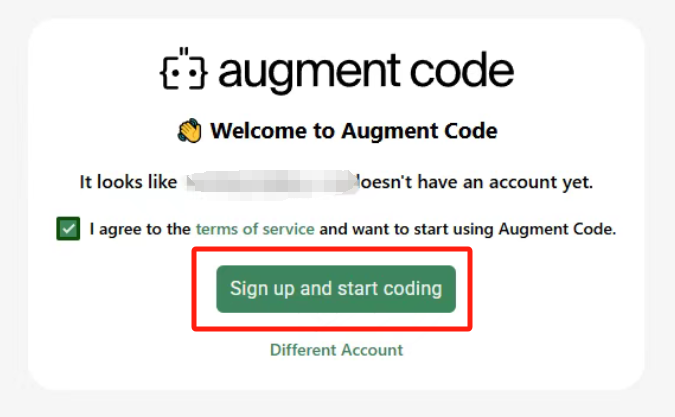 augment code
👋 Welcome to Augment Code
It looks like doesn't have an account yet.
I agree to the terms of service and want to start using Augment Code.
Sign up and start coding
Different Account